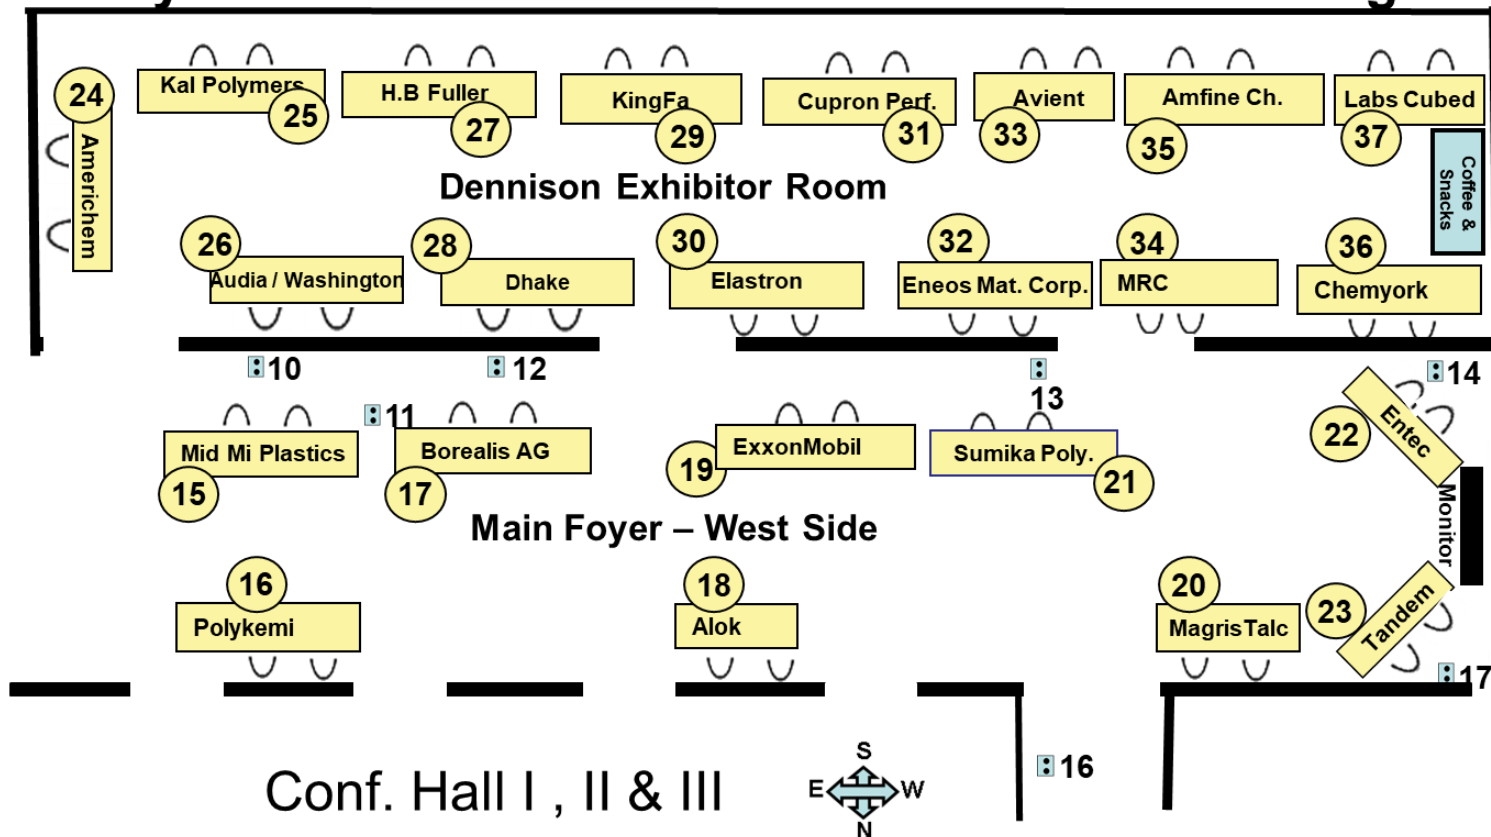 24
Kal Polymers
25
H.B Fuller
27
KingFa
29
Cupron Perf.
31
Avient
33
Amfine Ch.
35
Labs Cubed
37
Americhem
Coffee &
Snacks
Dennison Exhibitor Room
26
Audia / Washington
28
Dhake
30
Elastron
32
Eneos Mat. Corp.
34
MRC
36
Chemyork
10
12
13
14
11
Mid Mi Plastics
15
Borealis AG
17
19
ExxonMobil
Sumika Poly.
21
22
Entec
Monitor
Main Foyer – West Side
16
Polykemi
18
Alok
20
MagrisTalc
23
Tandem
17
16
Conf. Hall I , II & III
S
E
W
N